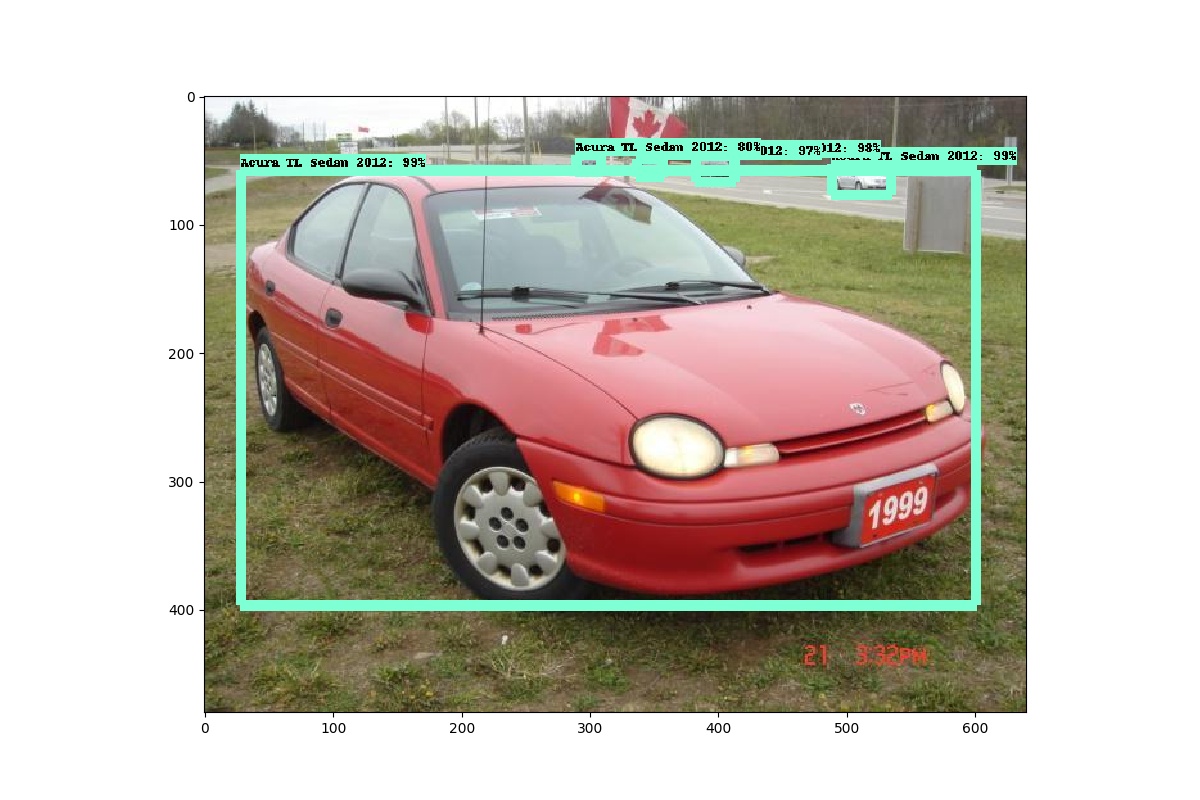 0
100
200
300
400
Acura TL Sedan 2012: 99%
Acura TL Sedan 2012: 80%
012: 97%
012: 98%
TL Sedan 2012: 99%
1999
21 3:32PM
0 100 200 300 400 500 600